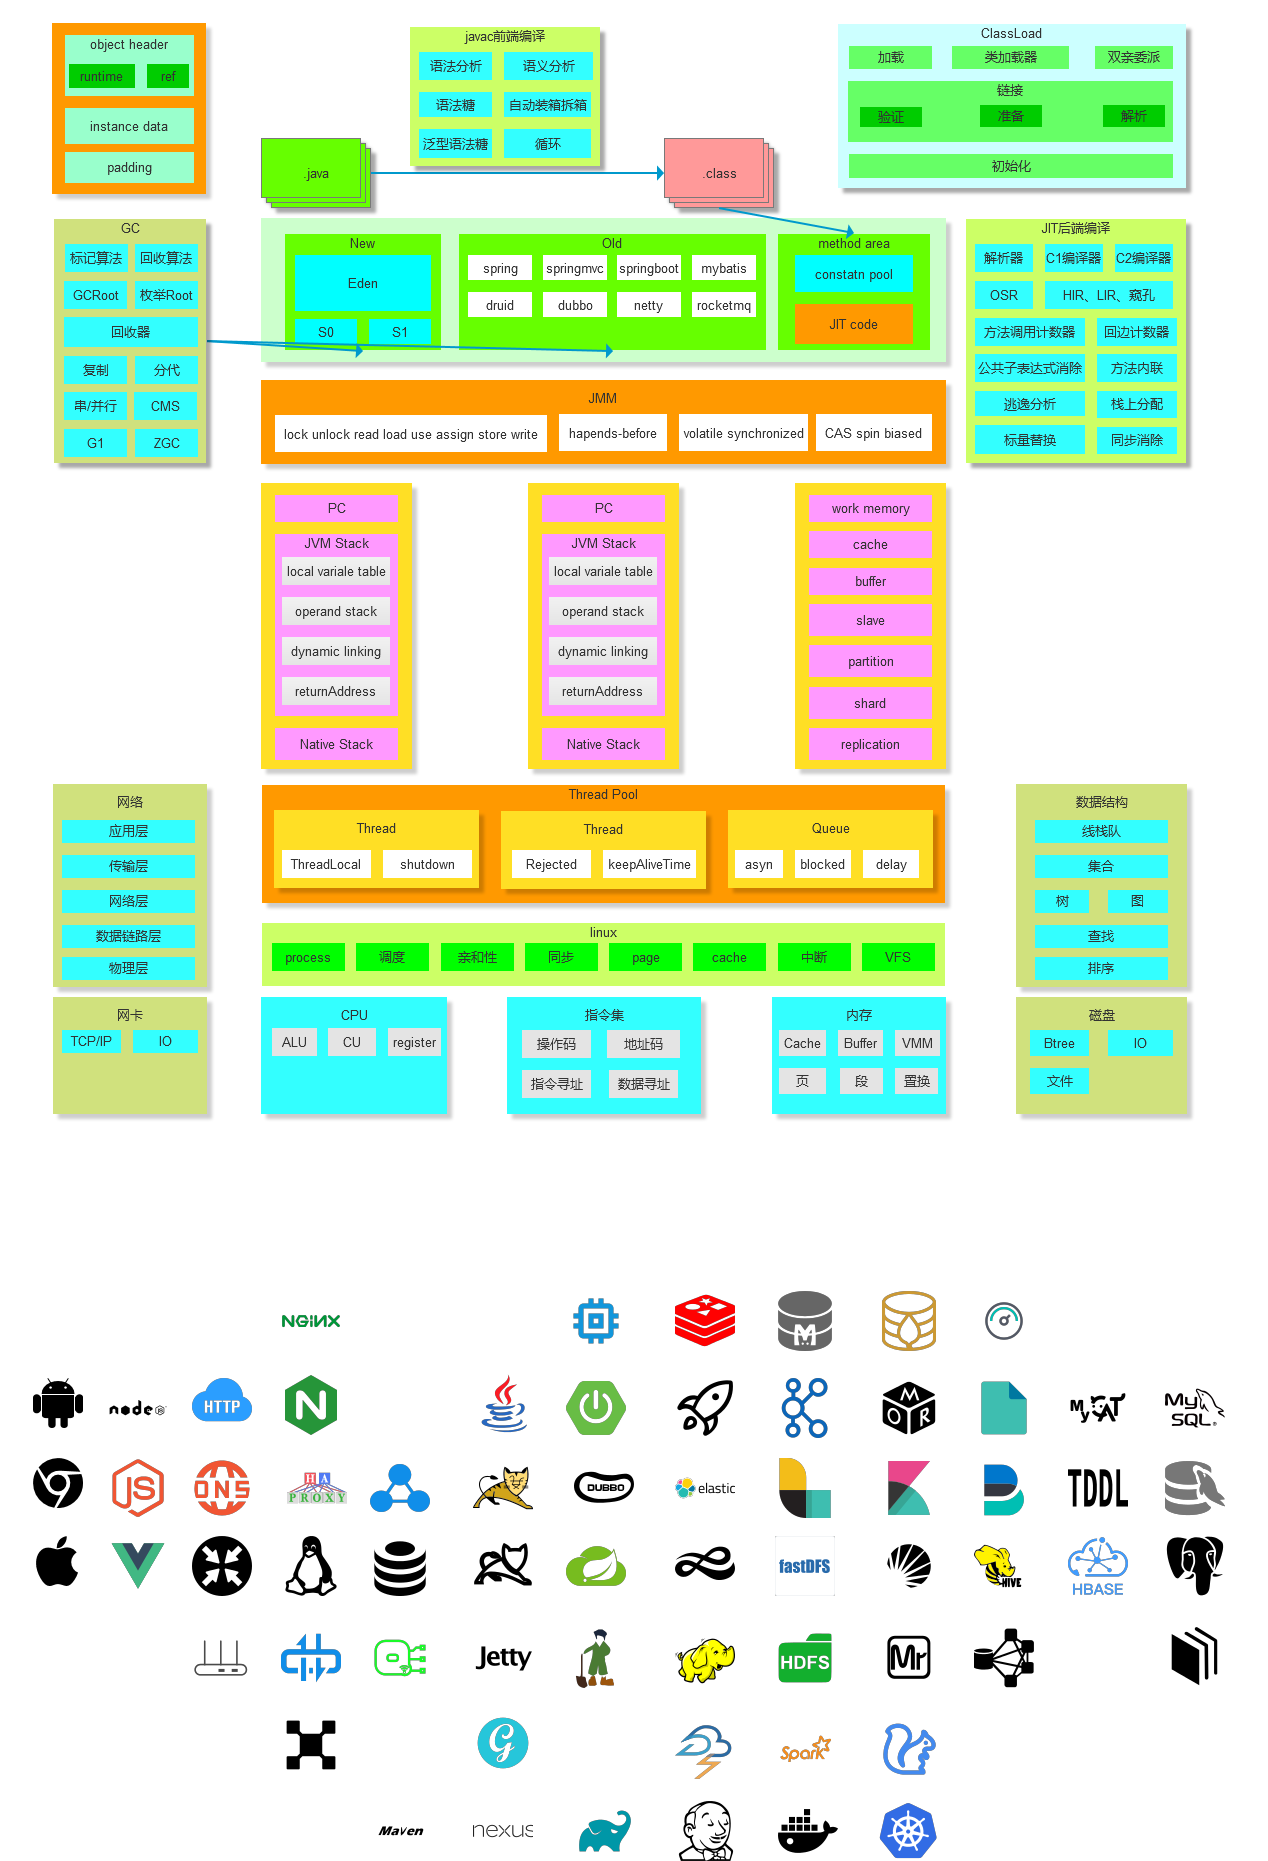 object header
runtime
ref
instance data
padding
javac前端编译
语法分析
语义分析
语法糖
自动装箱拆箱
泛型语法糖
循环
ClassLoad
加载
类加载器
双亲委派
链接
验证
准备
解析
初始化
.java
.class
GC
标记算法
回收算法
GCRoot
枚举Root
回收器
复制
分代
串/并行
CMS
G1
ZGC
New
Eden
S0
S1
Old
spring
springmvc
springboot
mybatis
druid
dubbo
netty
rocketmq
method area
constatn pool
JIT code
JIT后端编译
解析器
C1编译器
C2编译器
OSR
HIR、LIR、窥孔
方法调用计数器
回边计数器
公共子表达式消除
方法内联
逃逸分析
栈上分配
标量替换
同步消除
JMM
lock unlock read load use assign store write
hapends-before
volatile synchronized
CAS spin biased
PC
JVM Stack
local variale table
operand stack
dynamic linking
returnAddress
Native Stack
PC
JVM Stack
local variale table
operand stack
dynamic linking
returnAddress
Native Stack
work memory
cache
buffer
slave
partition
shard
replication
网络
应用层
传输层
网络层
数据链路层
物理层
Thread Pool
Thread
ThreadLocal
shutdown
Thread
Rejected
keepAliveTime
Queue
asyn
blocked
delay
数据结构
线栈队
集合
树
图
查找
排序
linux
process
调度
亲和性
同步
page
cache
中断
VFS
网卡
TCP/IP
IO
CPU
ALU
CU
register
指令集
操作码
地址码
指令寻址
数据寻址
内存
Cache
Buffer
VMM
页
段
置换
磁盘
Btree
IO
文件
NGINX
M
node JS
HTTP
N
M
O R
MyCAT
MySQL
JS
DNS
HA
PROXY
DUBBO
elastic
TDDL
fastDFS
HIVE
HBASE
Jetty
HDFS
Mr
G
Spark
Maven
nexus